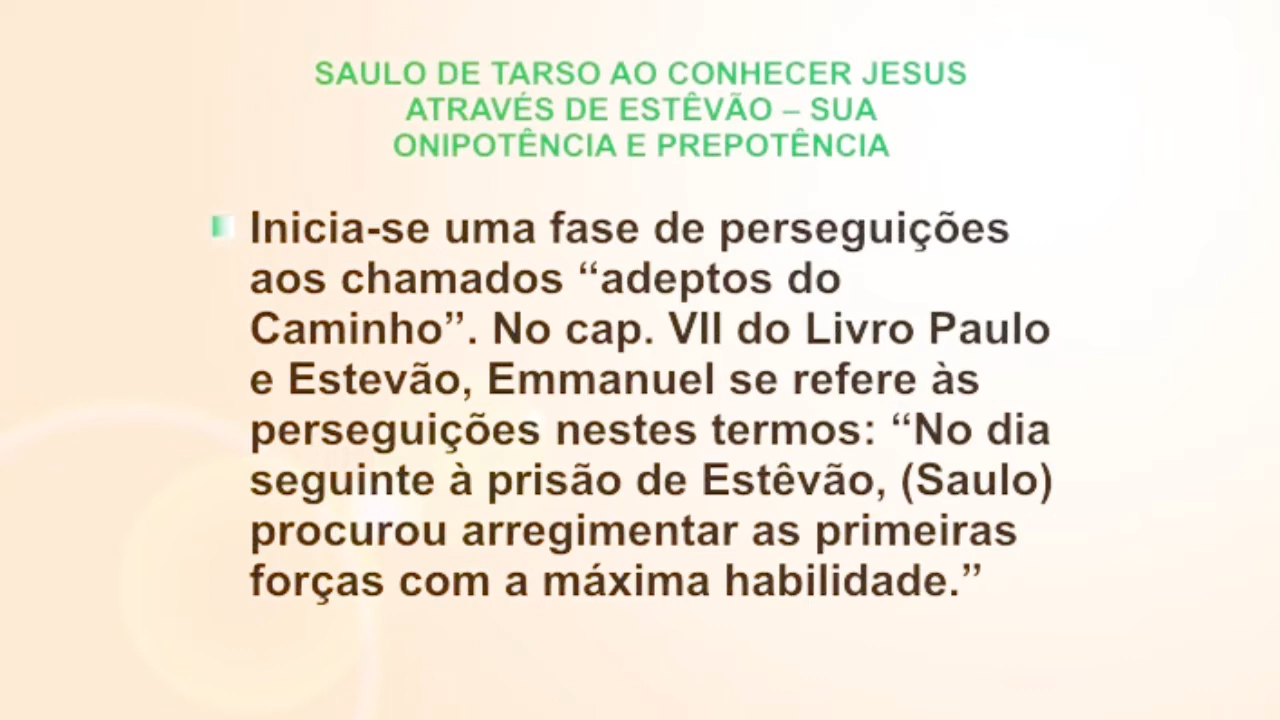 SAULO DE TARSO AO CONHECER JESUS
ATRAVÉS DE ESTÊVÃO – SUA
ONIPOTÊNCIA E PREPOTÊNCIA
Inicia-se uma fase de perseguições
aos chamados “adeptos do
Caminho”. No cap. VII do Livro Paulo
e Estevão, Emmanuel se refere às
perseguições nestes termos: “No dia
seguinte à prisão de Estêvão, (Saulo)
procurou arregimentar as primeiras
forças com a máxima habilidade.”